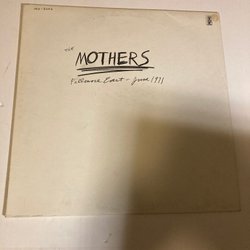 THE
MOTHERS
Fillmore East - June 1971